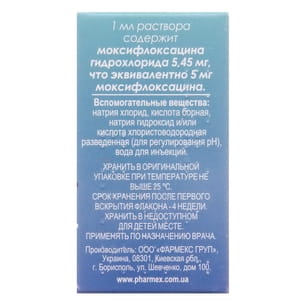 1 мл раствора
содержит
моксифлоксацина
гидрохлорида 5,45 мг,
что эквивалентно 5 мг
моксифлоксацина.
Вспомогательные вещества:
натрия хлорид, кислота борная,
натрия гидроксид и/или
кислота хлористоводородная
разведенная (для регулирования pH),
вода для инъекций.
ХРАНИТЬ В ОРИГИНАЛЬНОЙ
УПАКОВКЕ ПРИ ТЕМПЕРАТУРЕ НЕ
ВЫШЕ 25 °С.
СРОК ХРАНЕНИЯ ПОСЛЕ ПЕРВОГО
ВСКРЫТИЯ ФЛАКОНА - 4 НЕДЕЛИ.
ХРАНИТЬ В НЕДОСТУПНОМ
ДЛЯ ДЕТЕЙ МЕСТЕ.
ПРИМЕНЯТЬ ПО НАЗНАЧЕНИЮ ВРАЧА.
Производитель: ООО «ФАРМЕКС ГРУП»,
Украина, 08301, Киевская обл.,
г. Борисполь, ул. Шевченко, дом 100.
www.pharmex.com.ua